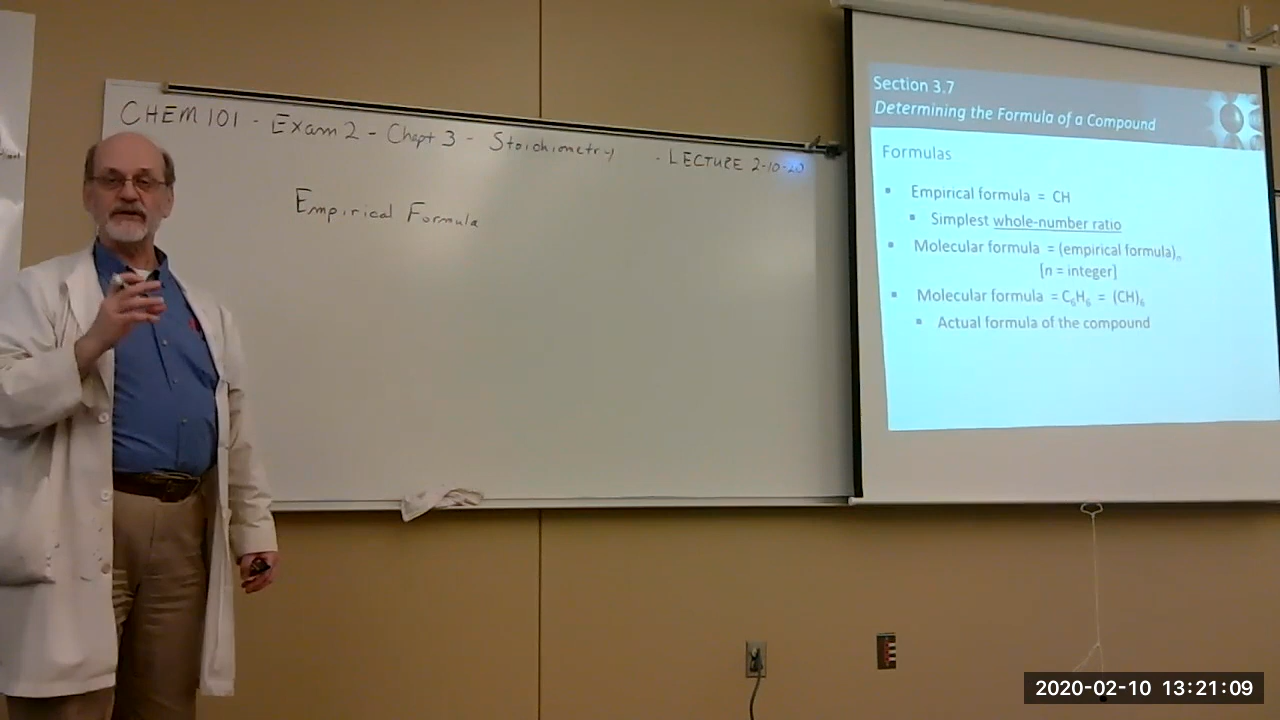 CHEM 101 - Exam 2 - Chapt 3 - Stoichiometry - LECTURE 2-10-20
Empirical Formula
Section 3.7
Determining the Formula of a Compound
Formulas
▪ Empirical formula = CH
▪ Simplest whole-number ratio
▪ Molecular formula = (empirical formula)ₙ
[n = integer]
▪ Molecular formula = C₆H₆ = (CH)₆
▪ Actual formula of the compound
2020-02-10 13:21:09